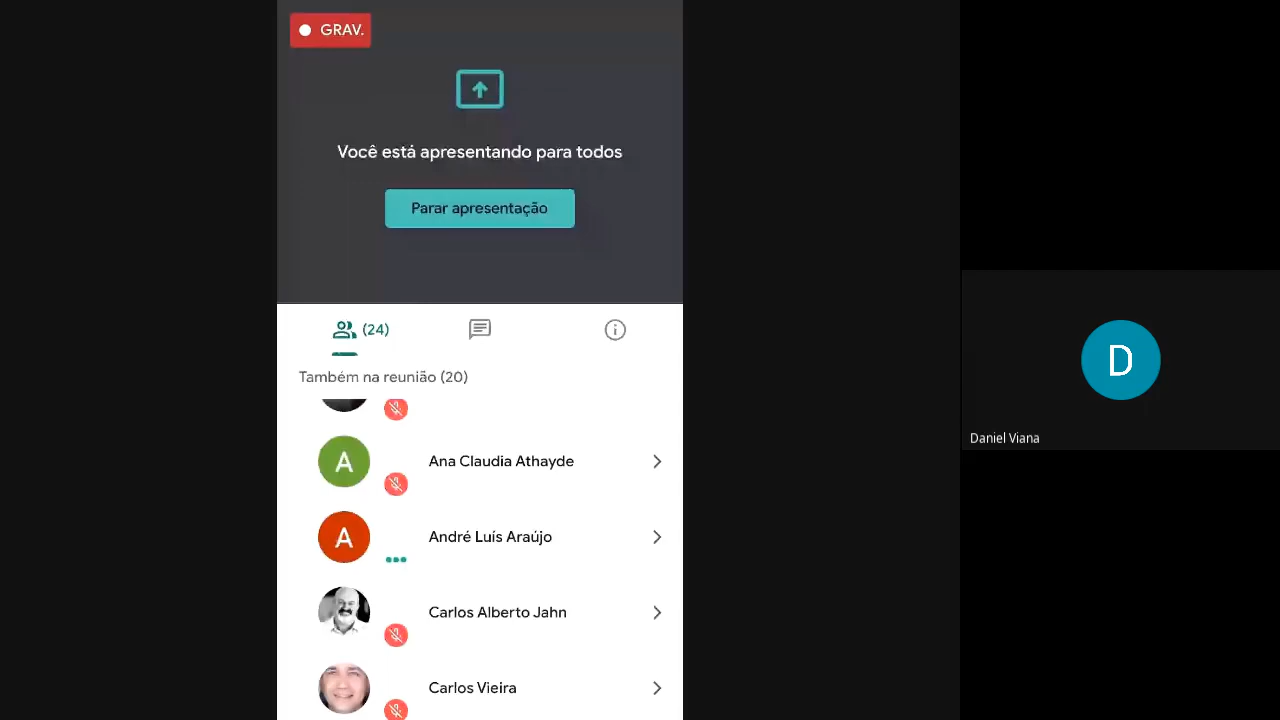 GRAV.
Você está apresentando para todos
Parar apresentação
(24)
Também na reunião (20)
A
Ana Claudia Athayde
A
André Luís Araújo
Carlos Alberto Jahn
Carlos Vieira
D
Daniel Viana